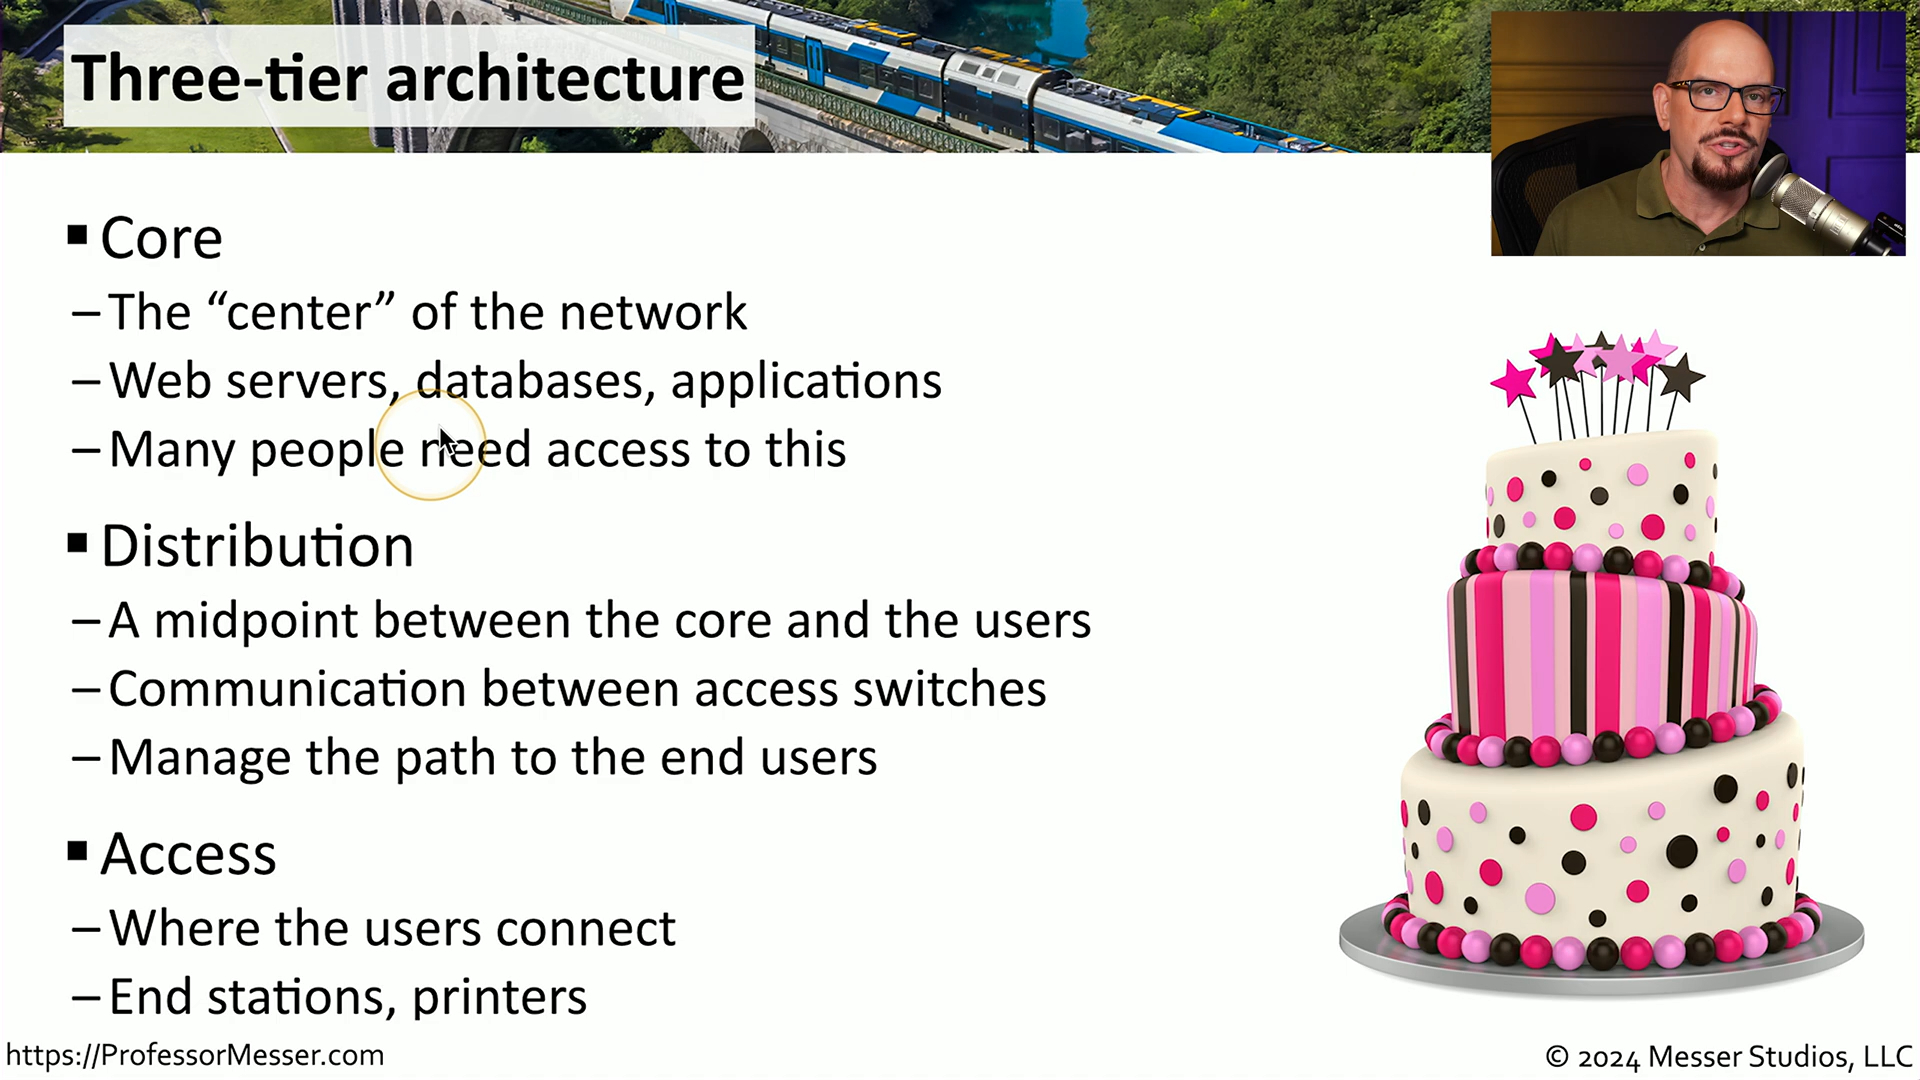 Three-tier architecture
▪ Core
– The “center” of the network
– Web servers, databases, applications
– Many people need access to this
▪ Distribution
– A midpoint between the core and the users
– Communication between access switches
– Manage the path to the end users
▪ Access
– Where the users connect
– End stations, printers
https://ProfessorMesser.com
© 2024 Messer Studios, LLC